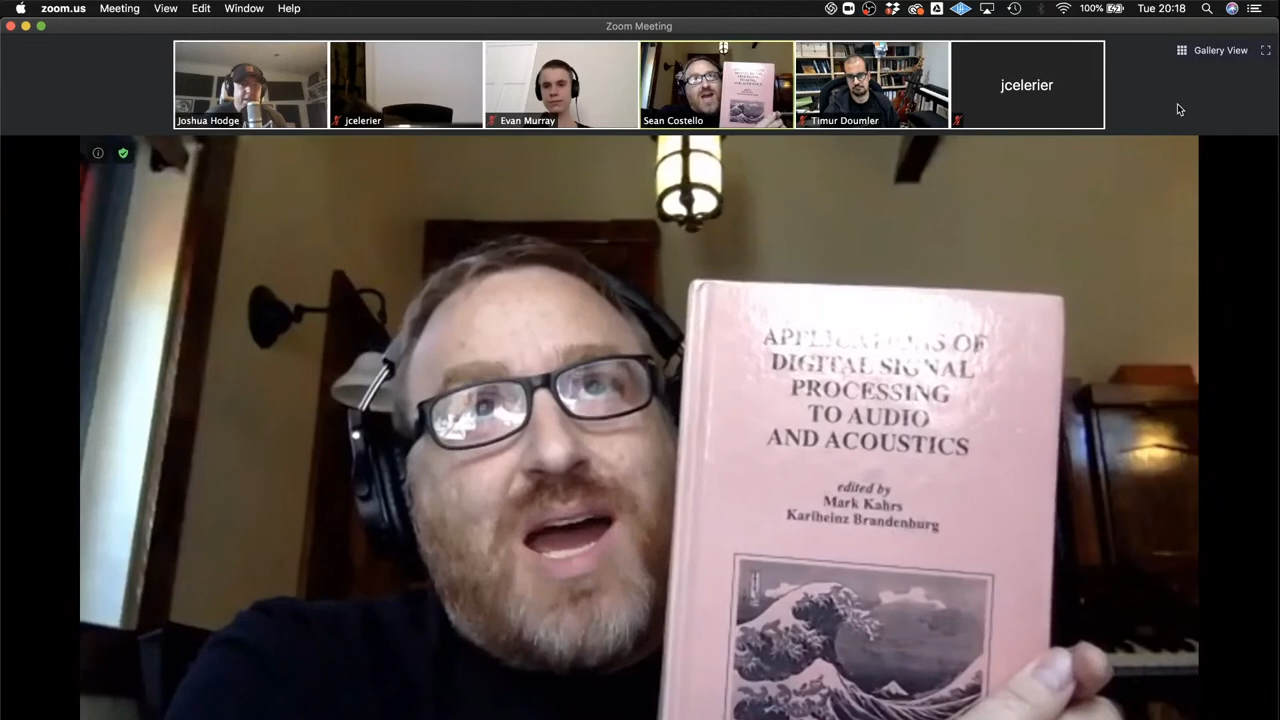 zoom.us Meeting View Edit Window Help
100%
Tue 20:18
Zoom Meeting
Gallery View
Joshua Hodge
jcelerier
Evan Murray
Sean Costello
Timur Doumler
jcelerier
APPLICATIONS OF
DIGITAL SIGNAL
PROCESSING
TO AUDIO
AND ACOUSTICS
edited by
Mark Kahrs
Karlheinz Brandenburg